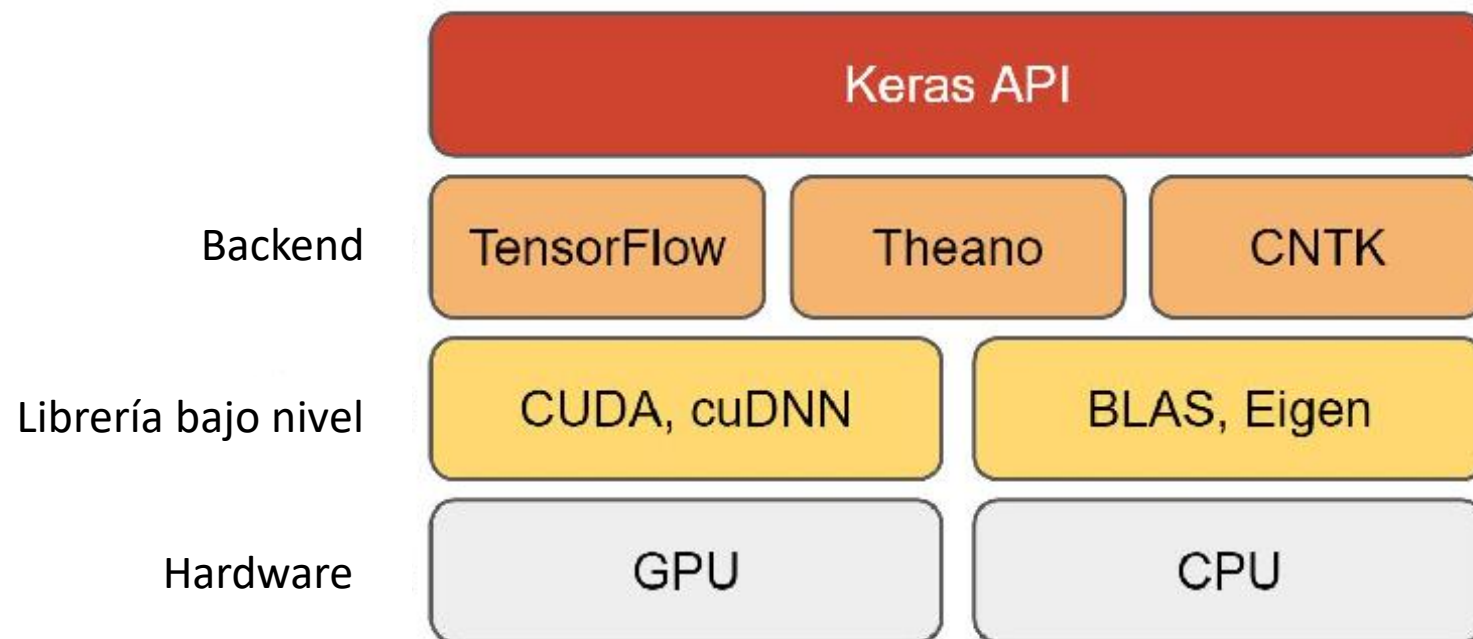 Keras API
Backend TensorFlow Theano CNTK
Librería bajo nivel CUDA, cuDNN BLAS, Eigen
Hardware GPU CPU